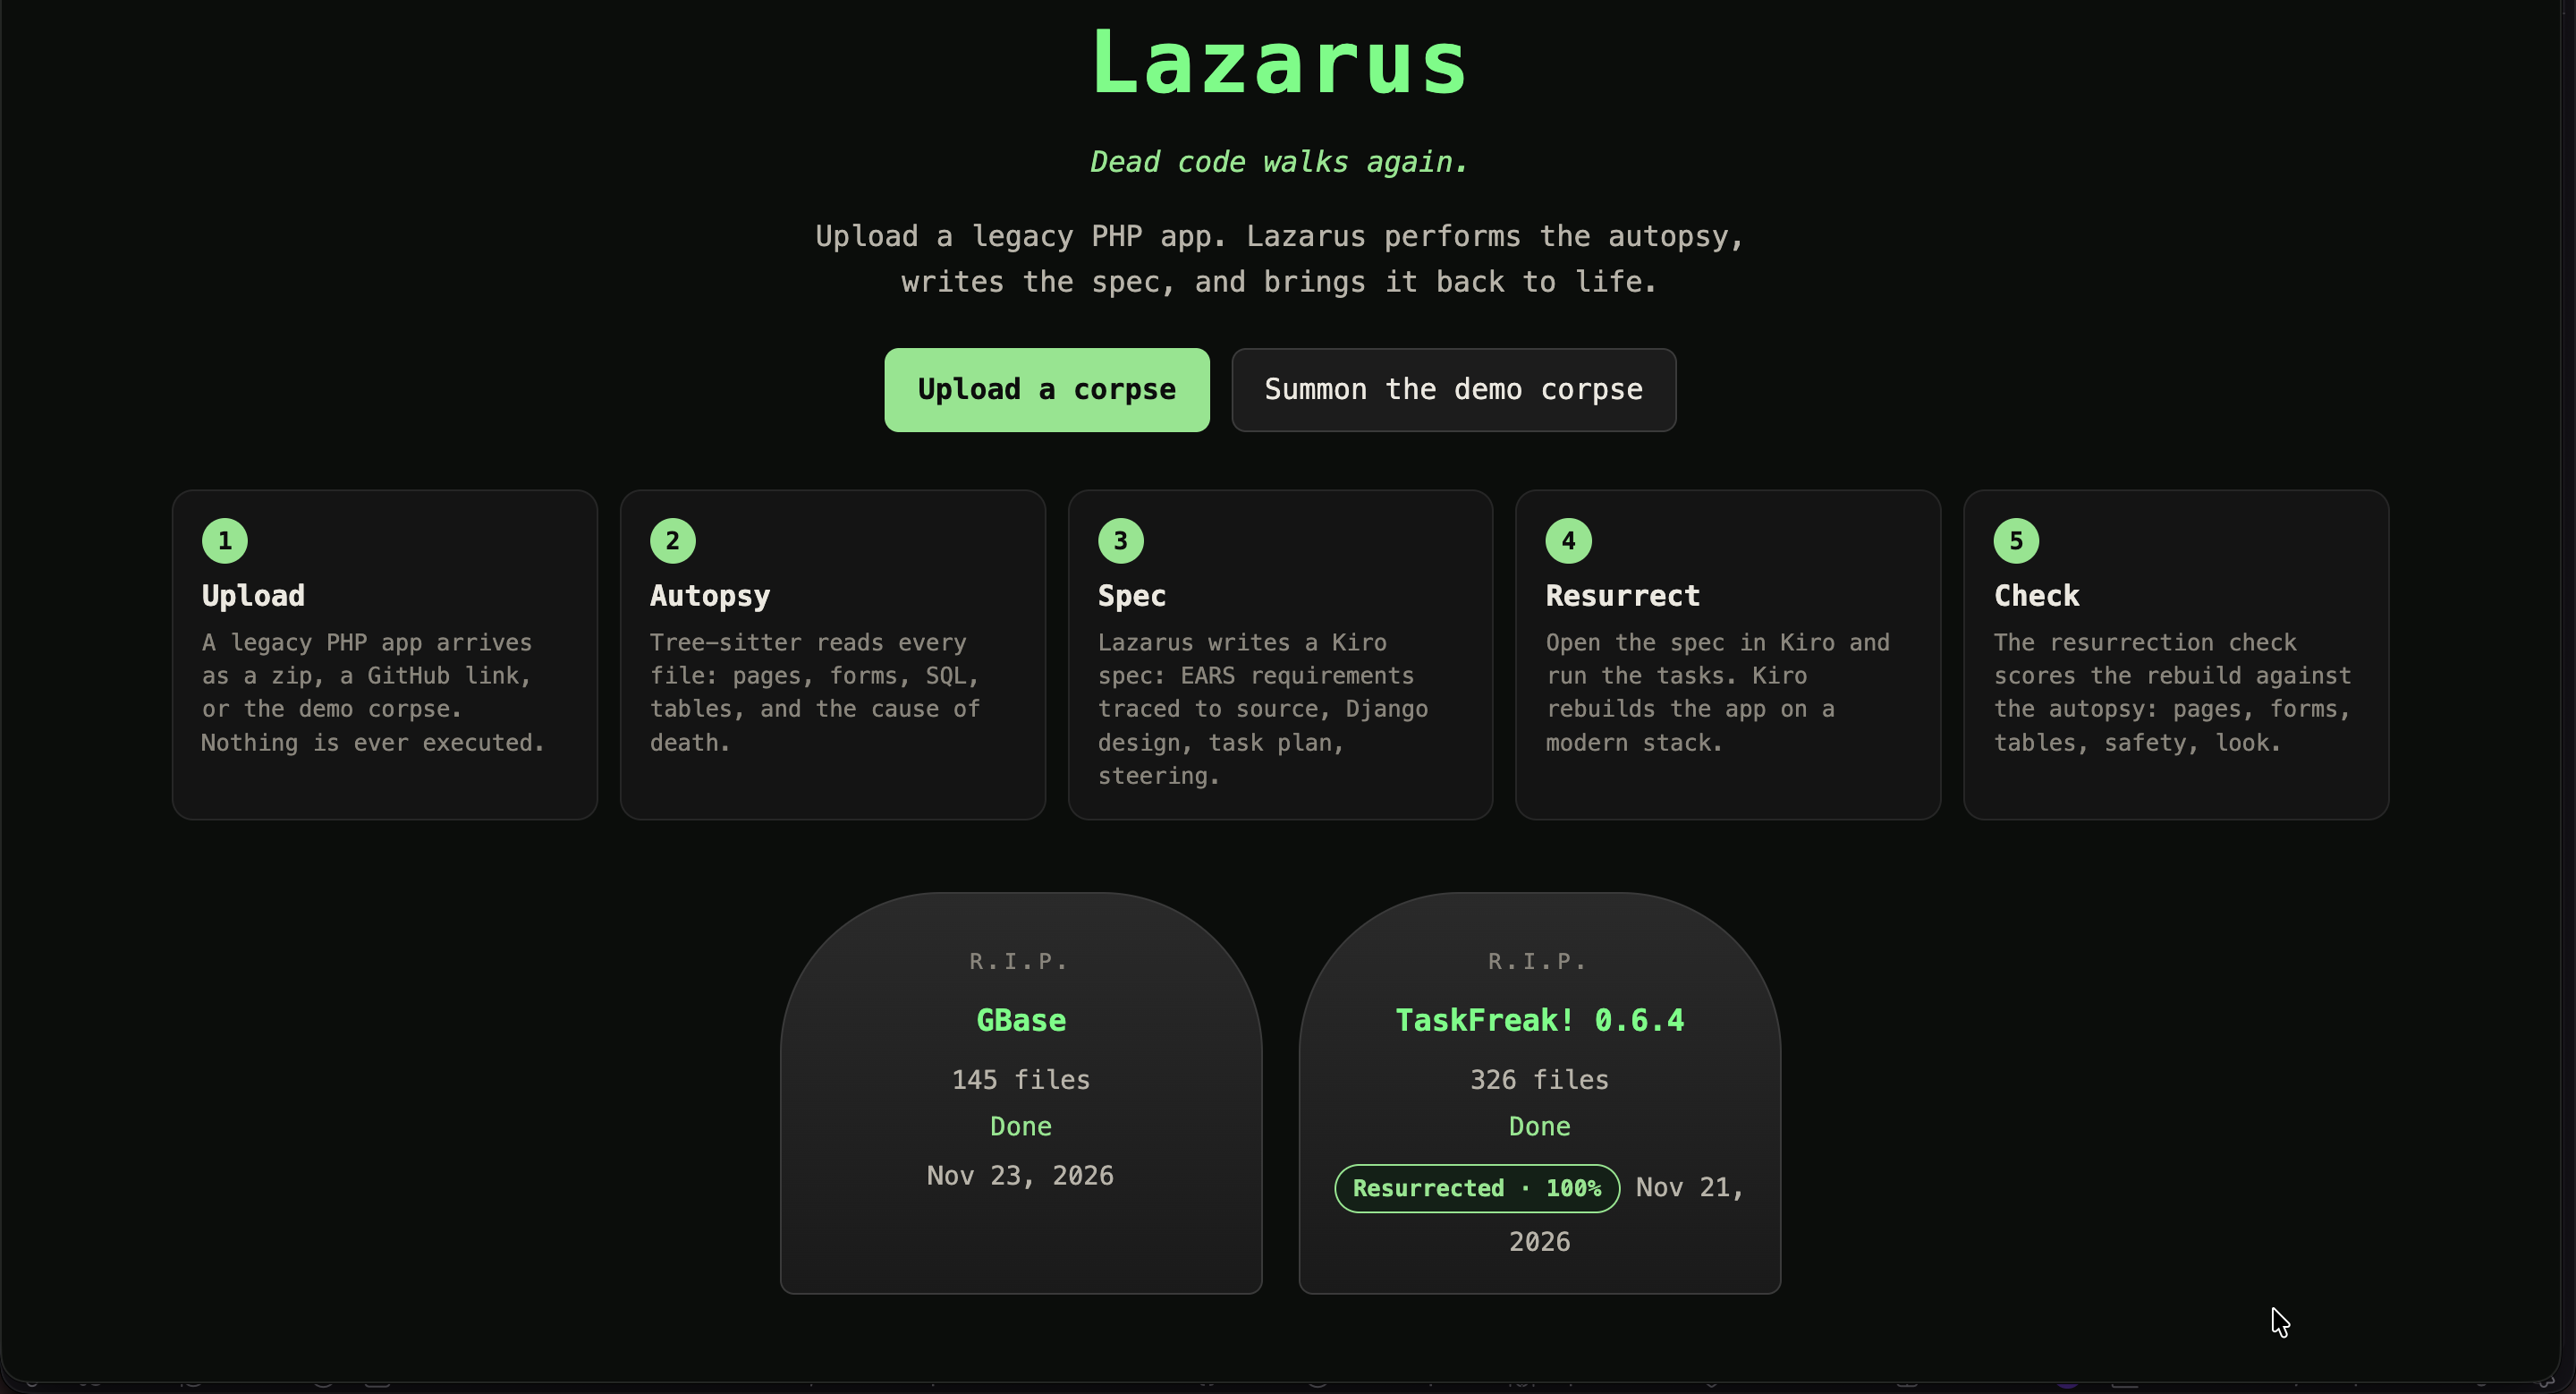 Lazarus
Dead code walks again.
Upload a legacy PHP app. Lazarus performs the autopsy,
writes the spec, and brings it back to life.
Upload a corpse
Summon the demo corpse
1
Upload
A legacy PHP app arrives
as a zip, a GitHub link,
or the demo corpse.
Nothing is ever executed.
2
Autopsy
Tree-sitter reads every
file: pages, forms, SQL,
tables, and the cause of
death.
3
Spec
Lazarus writes a Kiro
spec: EARS requirements
traced to source, Django
design, task plan,
steering.
4
Resurrect
Open the spec in Kiro and
run the tasks. Kiro
rebuilds the app on a
modern stack.
5
Check
The resurrection check
scores the rebuild against
the autopsy: pages, forms,
tables, safety, look.
R.I.P.
GBase
145 files
Done
Nov 23, 2026
R.I.P.
TaskFreak! 0.6.4
326 files
Done
Resurrected · 100% Nov 21,
2026